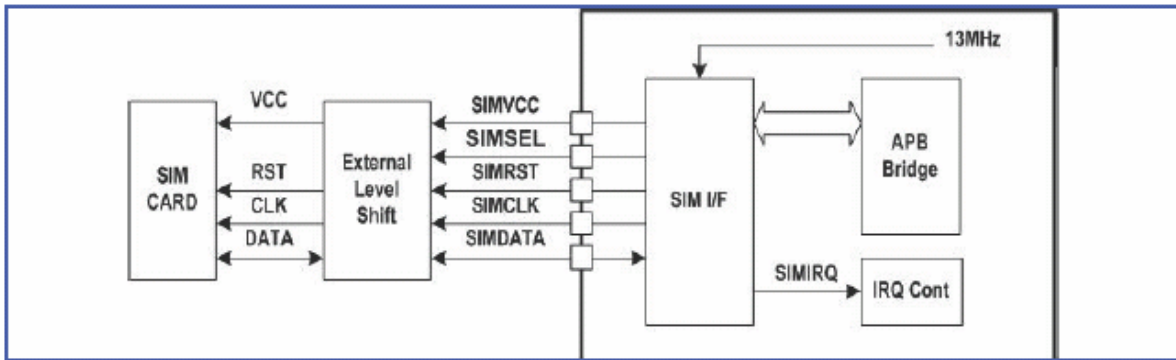 13MHz
VCC
SIMVCC
SIMSEL
RST
SIMRST
CLK
SIMCLK
DATA
SIMDATA
SIM
CARD
External
Level
Shift
SIM I/F
APB
Bridge
SIMIRQ
IRQ Cont